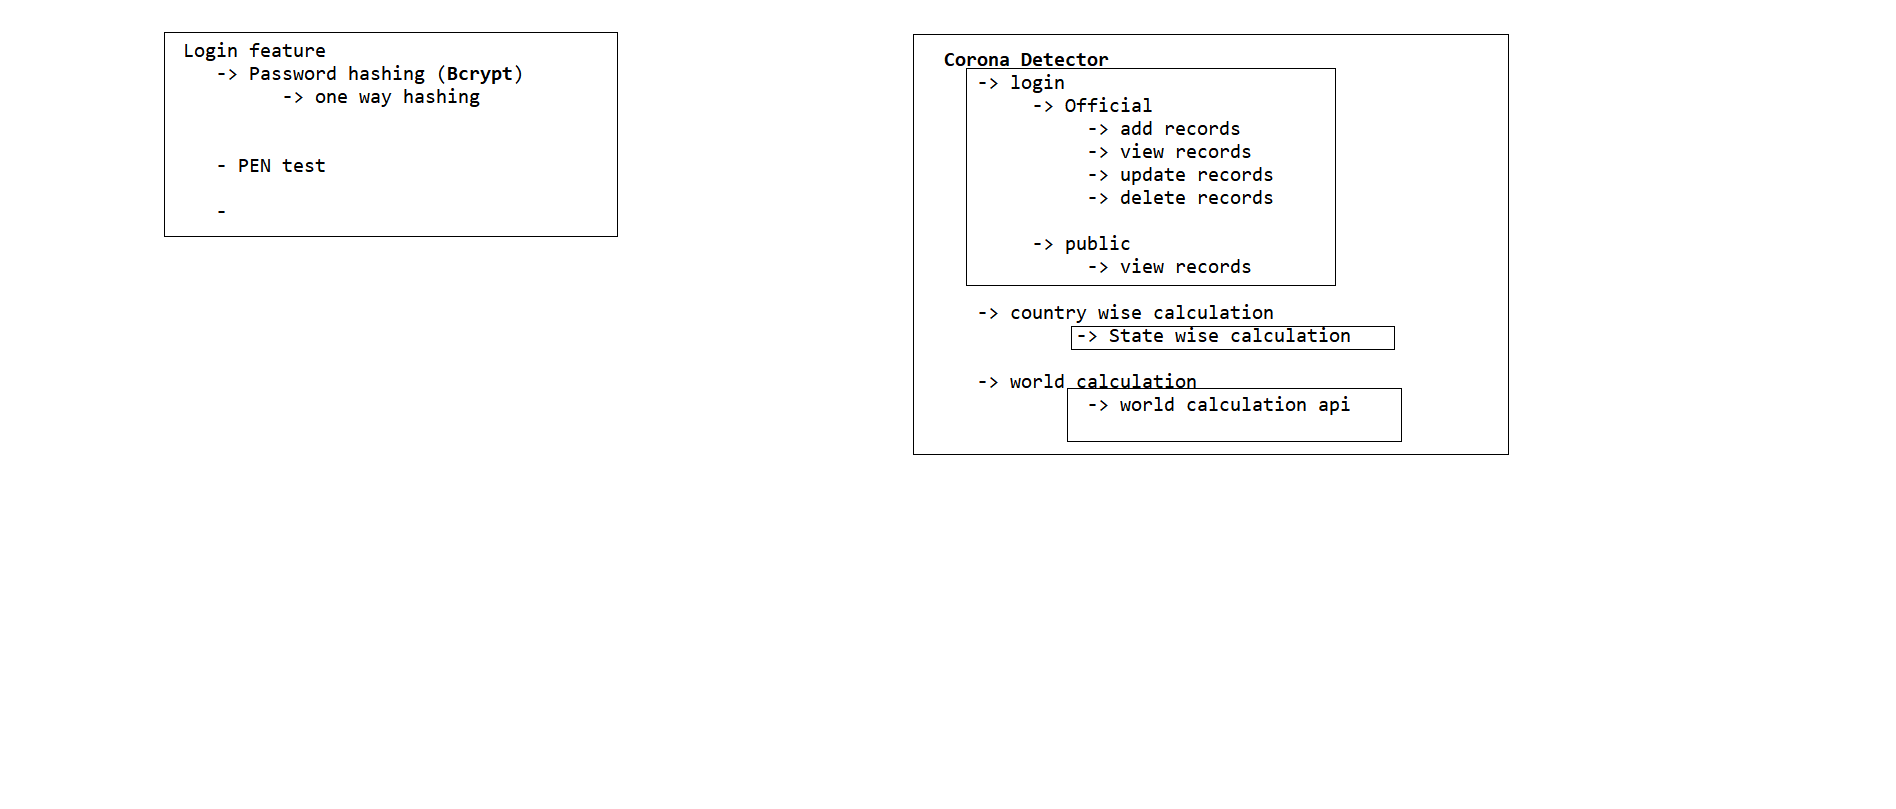 Login feature
-> Password hashing (Bcrypt)
-> one way hashing
- PEN test
-
Corona Detector
-> login
-> Official
-> add records
-> view records
-> update records
-> delete records
-> public
-> view records
-> country wise calculation
-> State wise calculation
-> world calculation
-> world calculation api